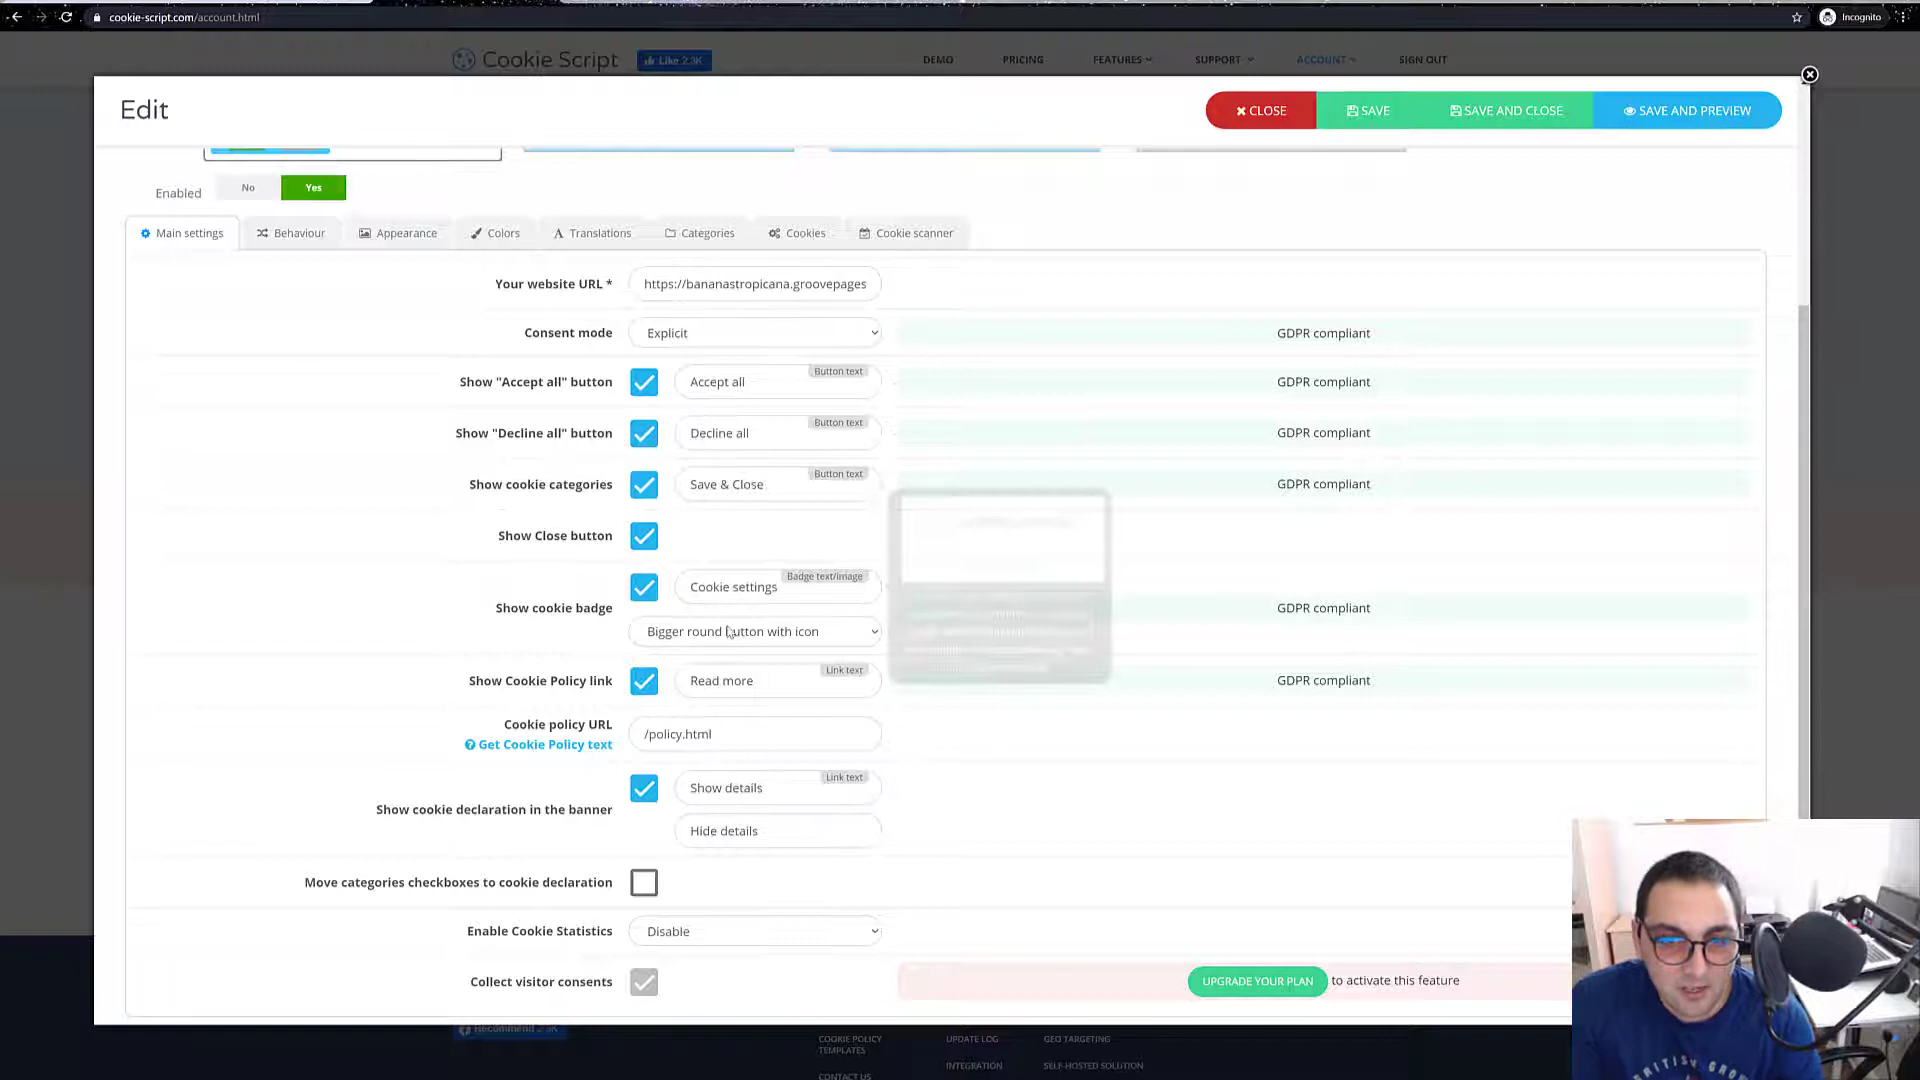 cookie-script.com/account.html
Incognito
Cookie Script
Like 2.3K
DEMO
PRICING
FEATURES
SUPPORT
ACCOUNT
SIGN OUT
Edit
CLOSE
SAVE
SAVE AND CLOSE
SAVE AND PREVIEW
Enabled
No
Yes
Main settings
Behaviour
Appearance
Colors
Translations
Categories
Cookies
Cookie scanner
Your website URL *
https://bananastropicana.groovepages
Consent mode
Explicit
GDPR compliant
Show "Accept all" button
Button text
Accept all
GDPR compliant
Show "Decline all" button
Button text
Decline all
GDPR compliant
Show cookie categories
Button text
Save & Close
GDPR compliant
Show Close button
Show cookie badge
Badge text/image
Cookie settings
Bigger round button with icon
GDPR compliant
Show Cookie Policy link
Link text
Read more
GDPR compliant
Cookie policy URL
Get Cookie Policy text
/policy.html
Show cookie declaration in the banner
Link text
Show details
Hide details
Move categories checkboxes to cookie declaration
Enable Cookie Statistics
Disable
Collect visitor consents
UPGRADE YOUR PLAN to activate this feature
Recommend 2.3K
COOKIE POLICY
TEMPLATES
CONTACT US
UPDATE LOG
INTEGRATION
GEO TARGETING
SELF-HOSTED SOLUTION